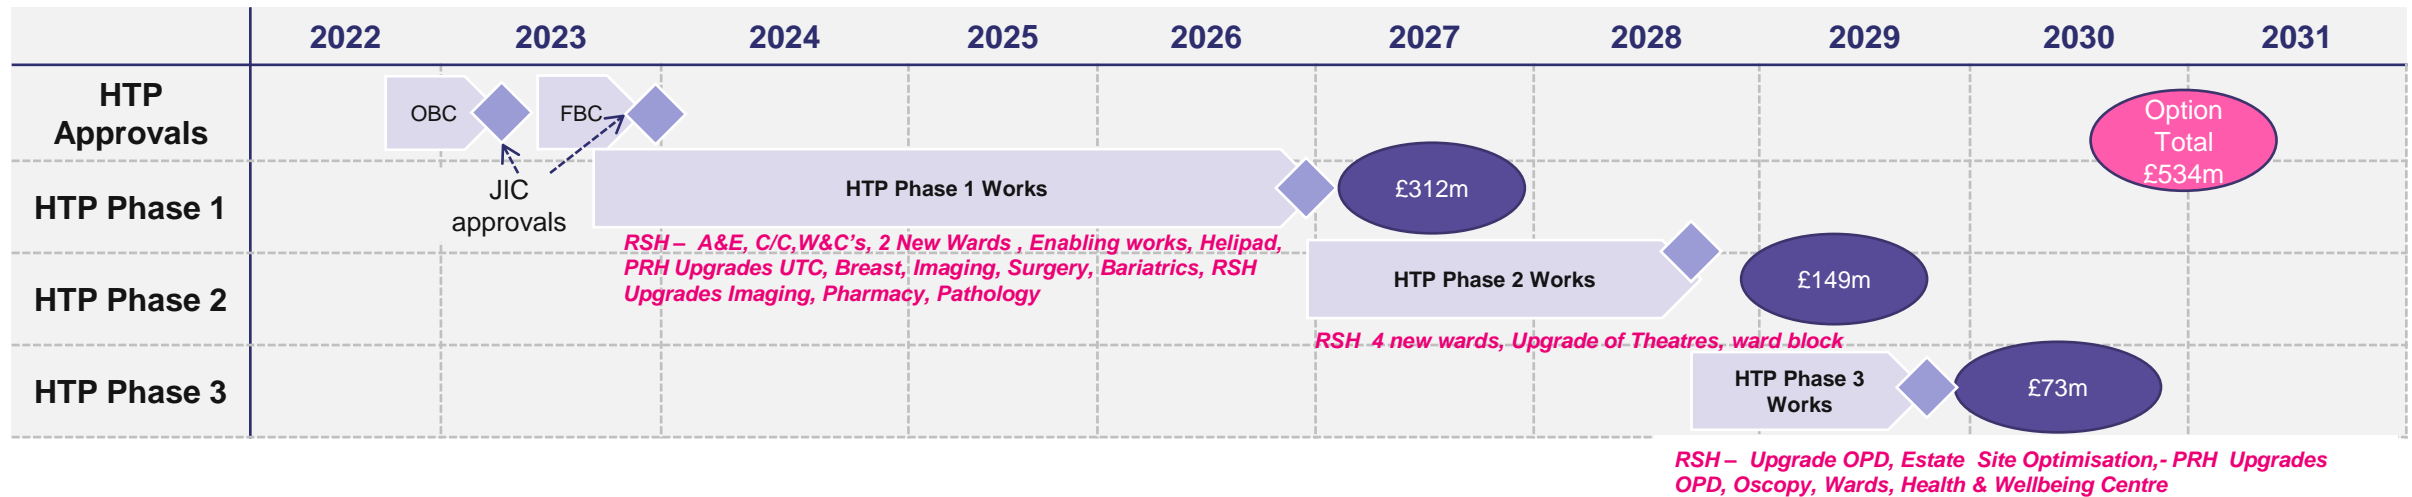 2022 2023 2024 2025 2026 2027 2028 2029 2030 2031
HTP
Approvals
OBC
FBC
JIC
approvals
Option
Total
£534m
HTP Phase 1
HTP Phase 1 Works
£312m
RSH – A&E, C/C,W&C's, 2 New Wards , Enabling works, Helipad,
PRH Upgrades UTC, Breast, Imaging, Surgery, Bariatrics, RSH
Upgrades Imaging, Pharmacy, Pathology
HTP Phase 2
HTP Phase 2 Works
£149m
RSH 4 new wards, Upgrade of Theatres, ward block
HTP Phase 3
HTP Phase 3
Works
£73m
RSH – Upgrade OPD, Estate Site Optimisation,- PRH Upgrades
OPD, Oscopy, Wards, Health & Wellbeing Centre